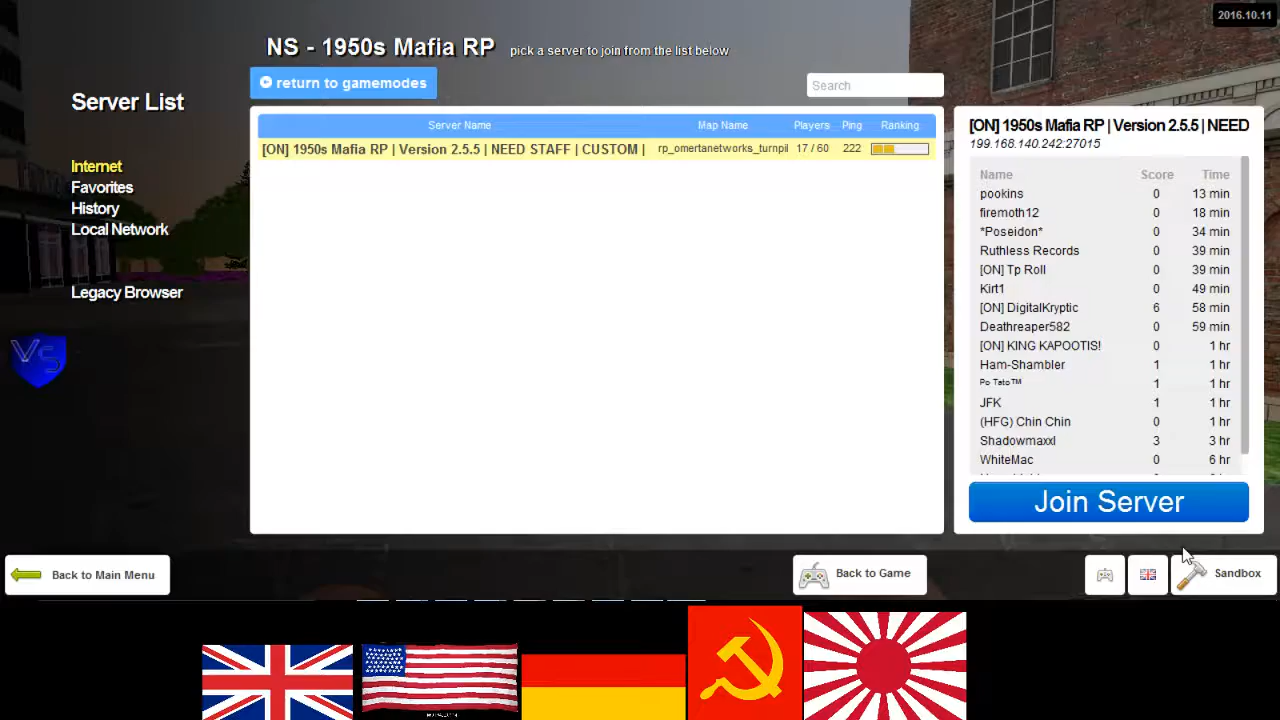 2016.10.11
NS - 1950s Mafia RP pick a server to join from the list below
return to gamemodes
Search
Server List
Internet
Favorites
History
Local Network
Legacy Browser
VS
Server Name Map Name Players Ping Ranking
[ON] 1950s Mafia RP | Version 2.5.5 | NEED STAFF | CUSTOM | rp_omertanetworks_turnpil 17 / 60 222
[ON] 1950s Mafia RP | Version 2.5.5 | NEED
199.168.140.242:27015
Name Score Time
pookins 0 13 min
firemoth12 0 18 min
*Poseidon* 0 34 min
Ruthless Records 0 39 min
[ON] Tp Roll 0 39 min
Kirt1 0 49 min
[ON] DigitalKryptic 6 58 min
Deathreaper582 0 59 min
[ON] KING KAPOOTIS! 0 1 hr
Ham-Shambler 1 1 hr
Po Tato™ 1 1 hr
JFK 1 1 hr
(HFG) Chin Chin 0 1 hr
Shadowmaxxl 3 3 hr
WhiteMac 0 6 hr
Join Server
Back to Main Menu
Back to Game
Sandbox